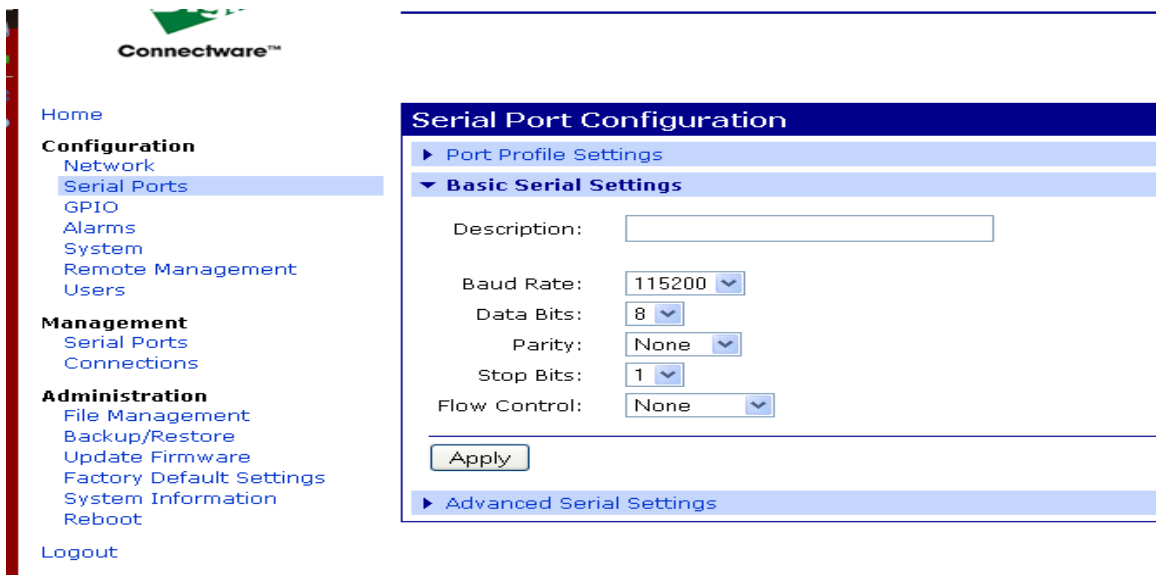 Connectware™
Home
Configuration
Network
Serial Ports
GPIO
Alarms
System
Remote Management
Users
Management
Serial Ports
Connections
Administration
File Management
Backup/Restore
Update Firmware
Factory Default Settings
System Information
Reboot
Logout
Serial Port Configuration
Port Profile Settings
Basic Serial Settings
Description:
Baud Rate: 115200
Data Bits: 8
Parity: None
Stop Bits: 1
Flow Control: None
Apply
Advanced Serial Settings